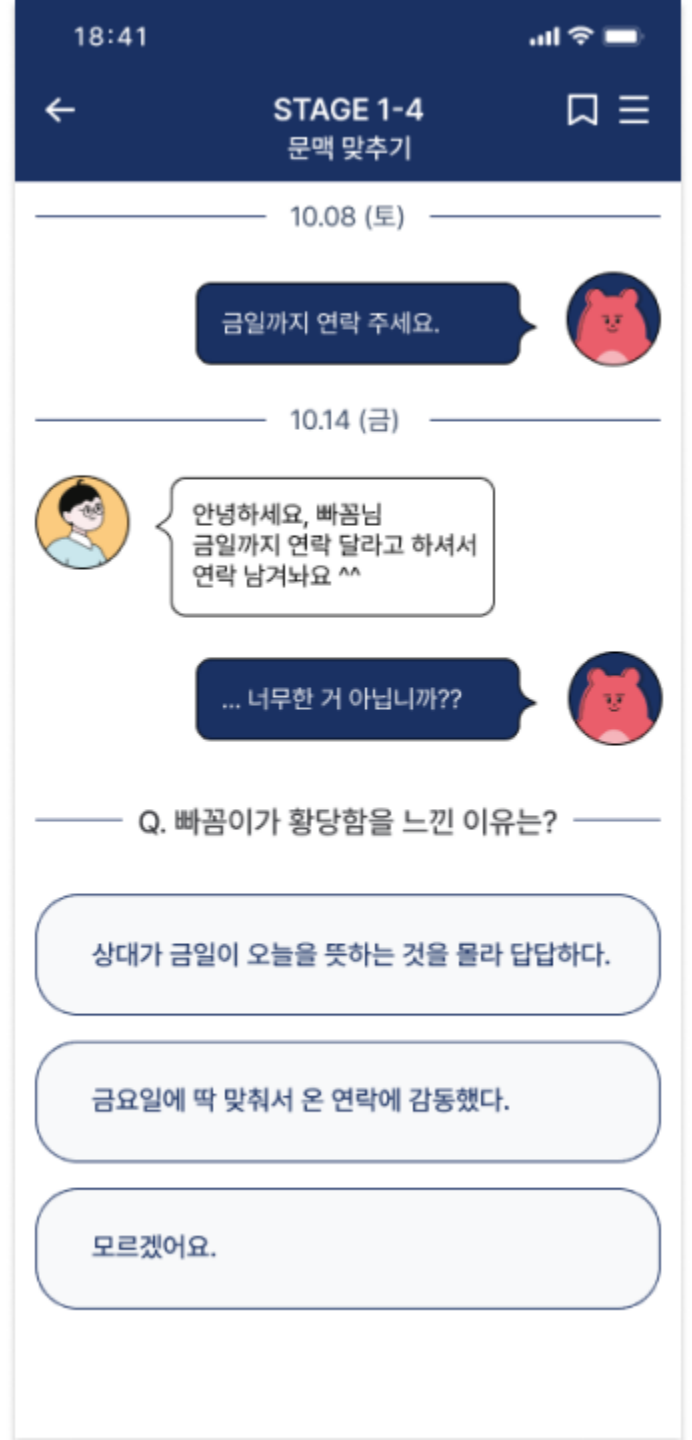 18:41
STAGE 1-4
문맥 맞추기
10.08 (토)
금일까지 연락 주세요.
10.14 (금)
안녕하세요, 빠꼼님
금일까지 연락 달라고 하셔서
연락 남겨놔요 ^^
... 너무한 거 아닙니까??
Q. 빠꼼이가 황당함을 느낀 이유는?
상대가 금일이 오늘을 뜻하는 것을 몰라 답답하다.
금요일에 딱 맞춰서 온 연락에 감동했다.
모르겠어요.